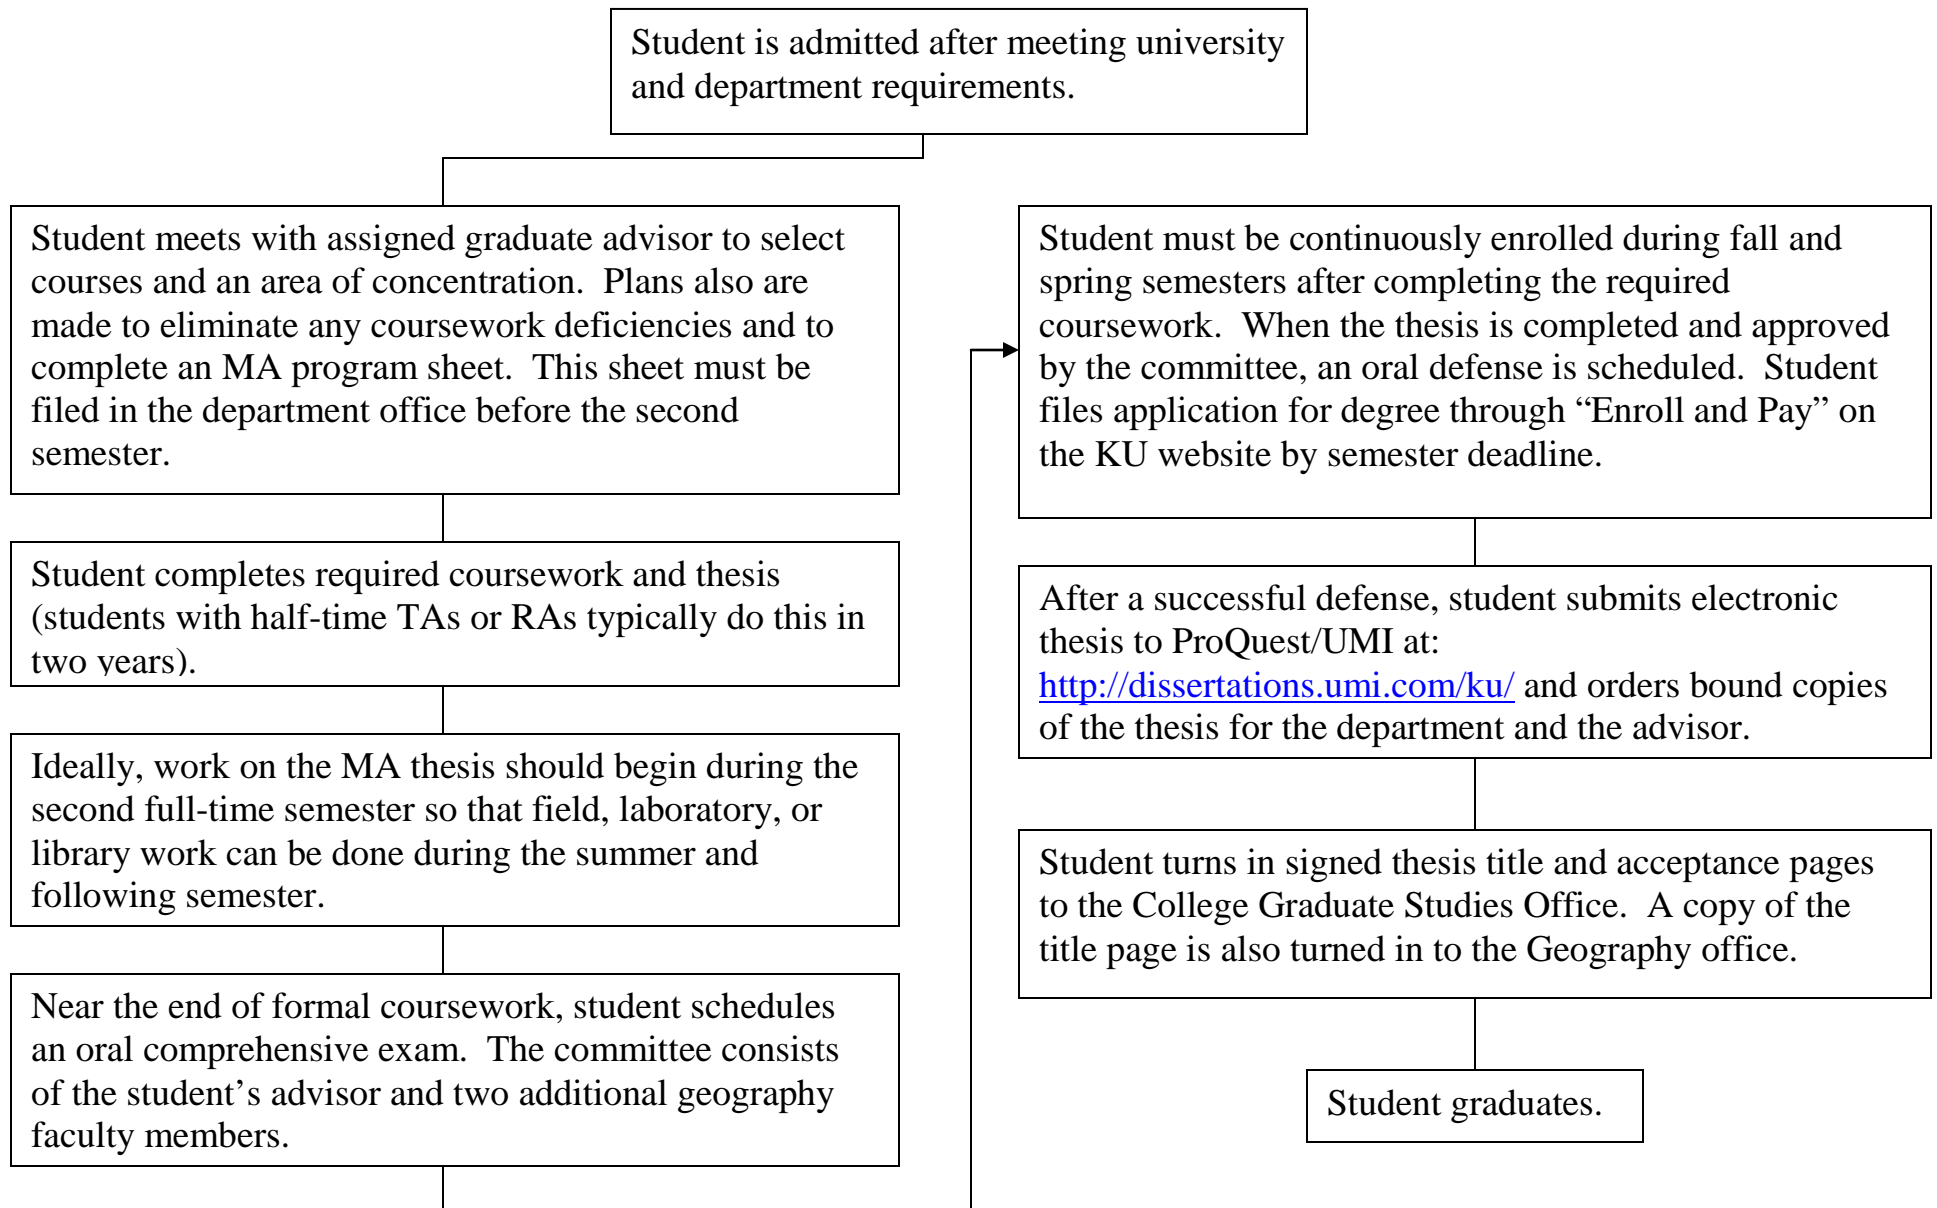 Student is admitted after meeting university
and department requirements.
Student meets with assigned graduate advisor to select
courses and an area of concentration.  Plans also are
made to eliminate any coursework deficiencies and to
complete an MA program sheet.  This sheet must be
filed in the department office before the second
semester.
Student completes required coursework and thesis
(students with half-time TAs or RAs typically do this in
two years).
Ideally, work on the MA thesis should begin during the
second full-time semester so that field, laboratory, or
library work can be done during the summer and
following semester.
Near the end of formal coursework, student schedules
an oral comprehensive exam.  The committee consists
of the student’s advisor and two additional geography
faculty members.
Student must be continuously enrolled during fall and
spring semesters after completing the required
coursework.  When the thesis is completed and approved
by the committee, an oral defense is scheduled.  Student
files application for degree through “Enroll and Pay” on
the KU website by semester deadline.
After a successful defense, student submits electronic
thesis to ProQuest/UMI at:
http://dissertations.umi.com/ku/ and orders bound copies
of the thesis for the department and the advisor.
Student turns in signed thesis title and acceptance pages
to the College Graduate Studies Office.  A copy of the
title page is also turned in to the Geography office.
Student graduates.